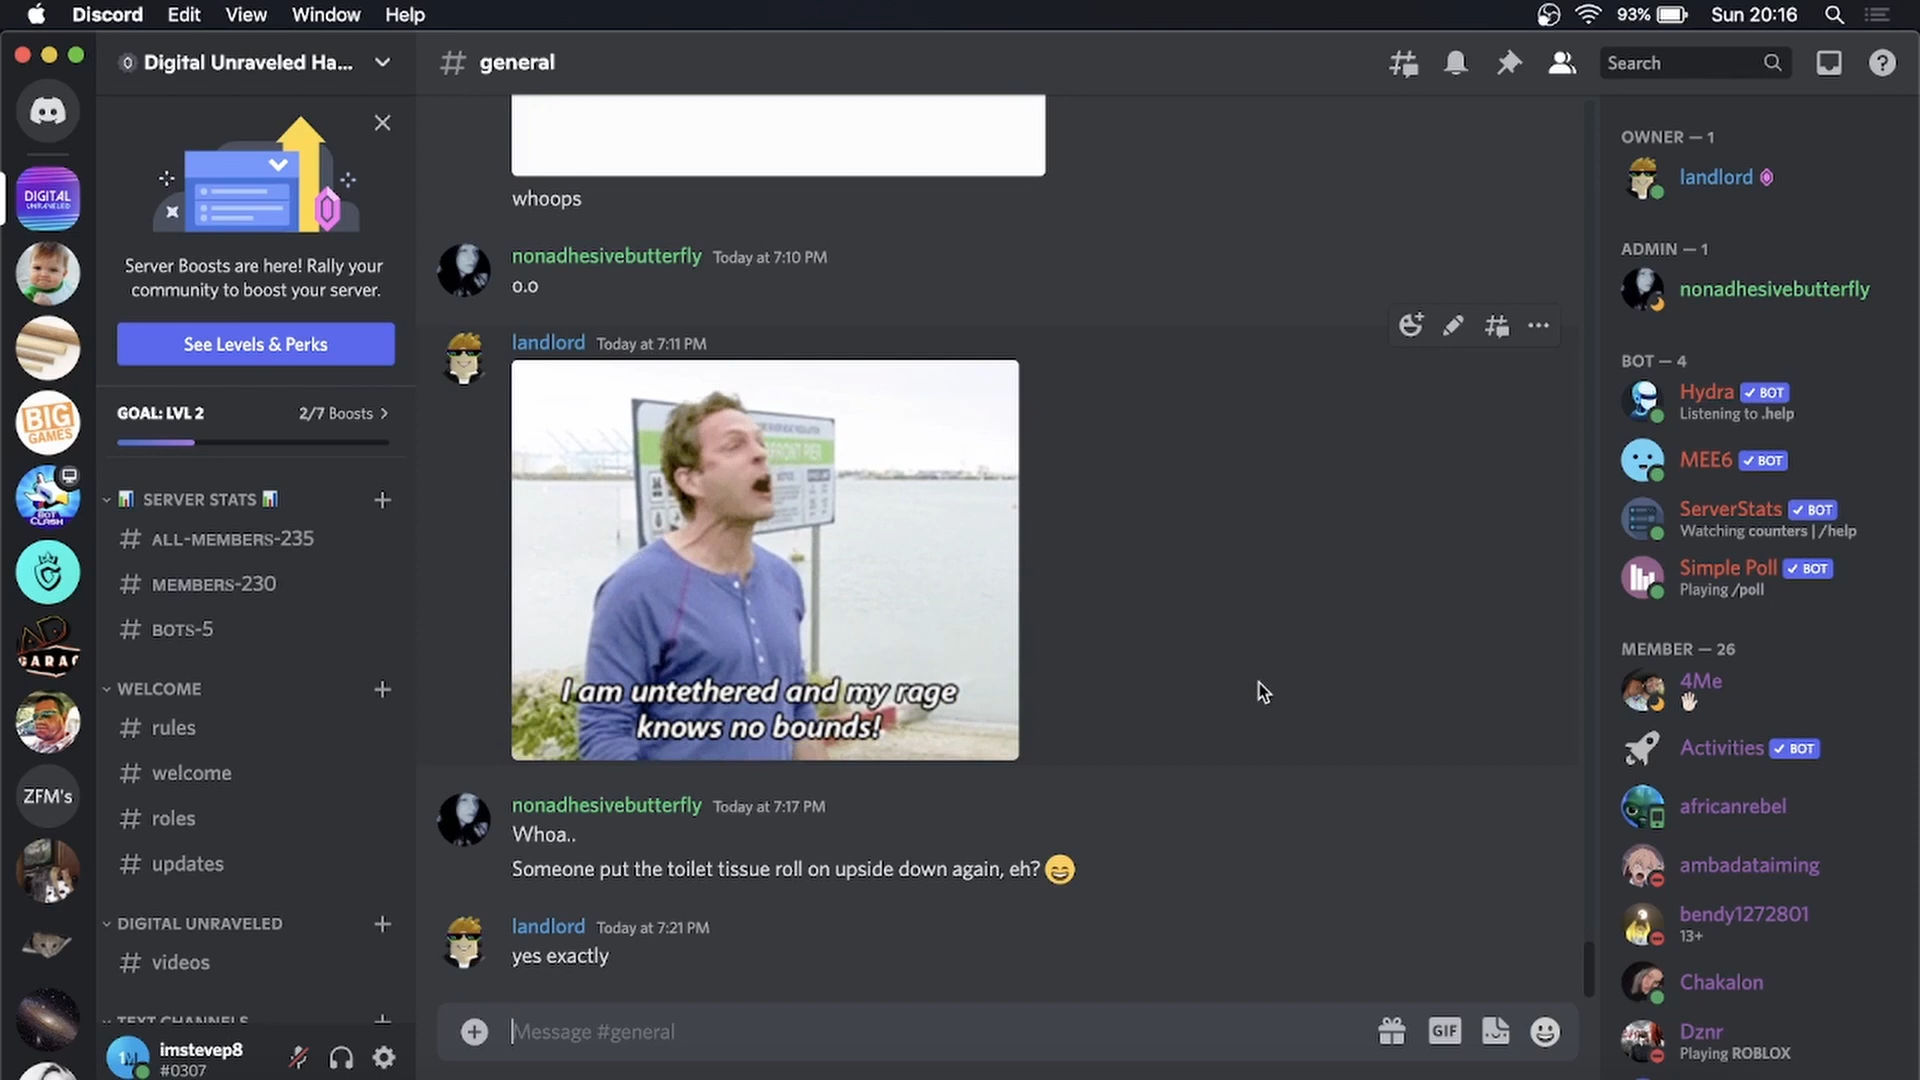 Discord Edit View Window Help
93% Sun 20:16
Digital Unraveled Ha...
# general
Search
DIGITAL
UNRAVELED
BIG
GAMES
BOT
CLASH
ZFM's
Server Boosts are here! Rally your
community to boost your server.
See Levels & Perks
GOAL: LVL 2 2/7 Boosts
SERVER STATS
# ALL-MEMBERS-235
# MEMBERS-230
# BOTS-5
WELCOME
# rules
# welcome
# roles
# updates
DIGITAL UNRAVELED
# videos
TEXT CHANNELS
imstevep8
#0307
whoops
nonadhesivebutterfly Today at 7:10 PM
o.o
landlord Today at 7:11 PM
I am untethered and my rage
knows no bounds!
nonadhesivebutterfly Today at 7:17 PM
Whoa..
Someone put the toilet tissue roll on upside down again, eh? 😄
landlord Today at 7:21 PM
yes exactly
Message #general
GIF
OWNER — 1
landlord
ADMIN — 1
nonadhesivebutterfly
BOT — 4
Hydra ✓ BOT
Listening to .help
MEE6 ✓ BOT
ServerStats ✓ BOT
Watching counters | /help
Simple Poll ✓ BOT
Playing /poll
MEMBER — 26
4Me
Activities ✓ BOT
africanrebel
ambadataiming
bendy1272801
13+
Chakalon
Dznr
Playing ROBLOX